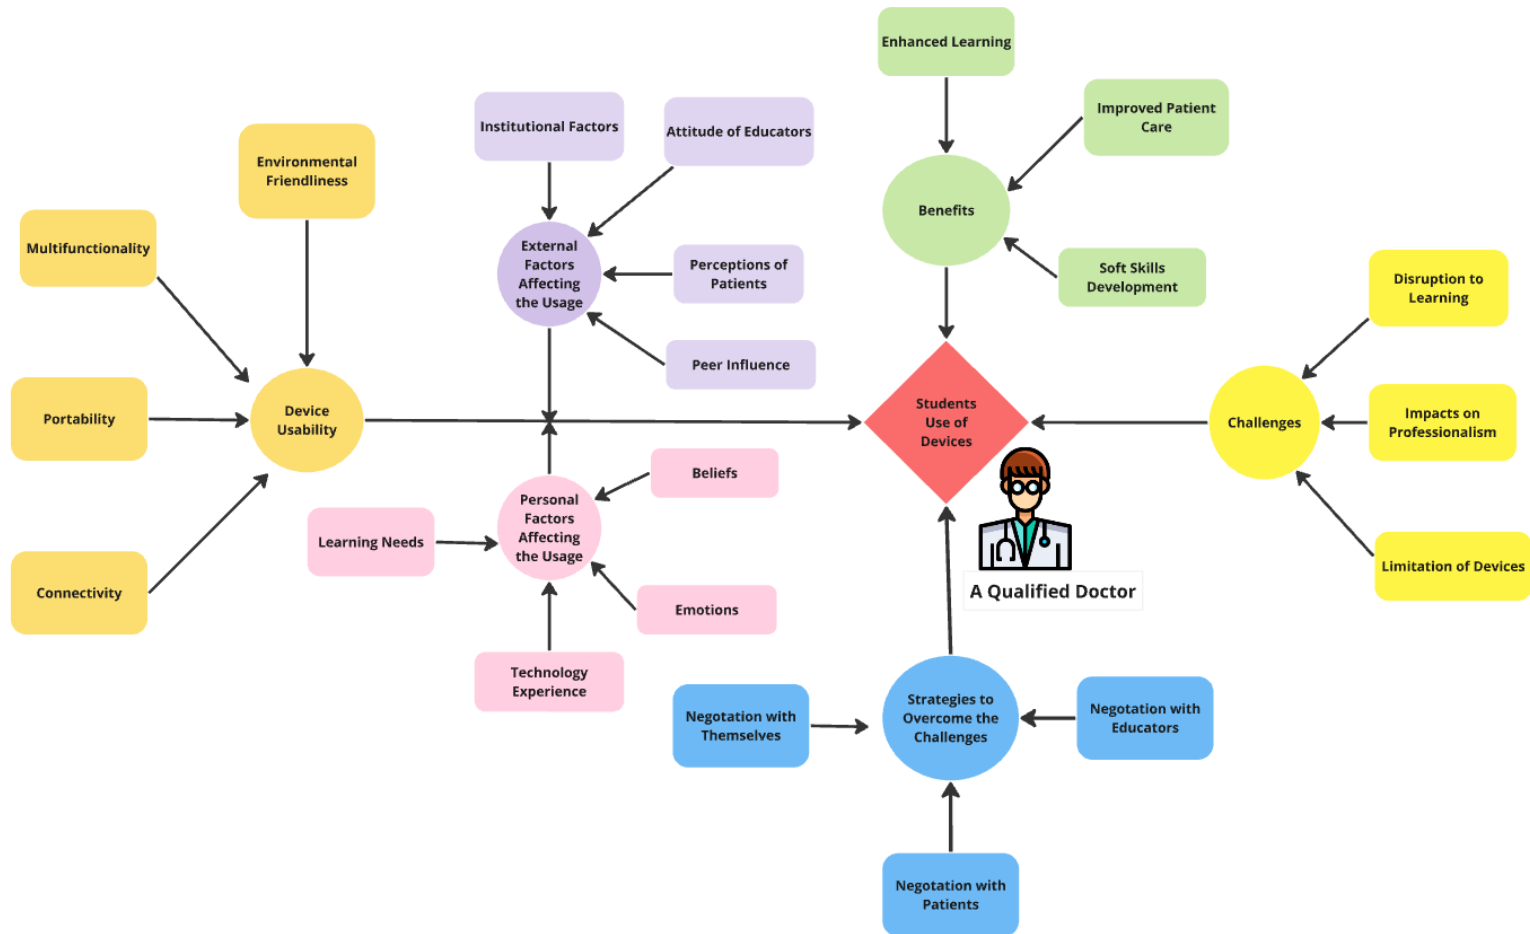 Enhanced Learning
Improved Patient
Care
Benefits
Soft Skills
Development
Institutional Factors
Attitude of Educators
External
Factors
Affecting
the Usage
Perceptions of
Patients
Peer Influence
Environmental
Friendliness
Multifunctionality
Portability
Connectivity
Device
Usability
Personal
Factors
Affecting
the Usage
Beliefs
Learning Needs
Emotions
Technology
Experience
Students
Use of
Devices
A Qualified Doctor
Challenges
Disruption to
Learning
Impacts on
Professionalism
Limitation of Devices
Strategies to
Overcome the
Challenges
Negotation with
Themselves
Negotation with
Educators
Negotation with
Patients